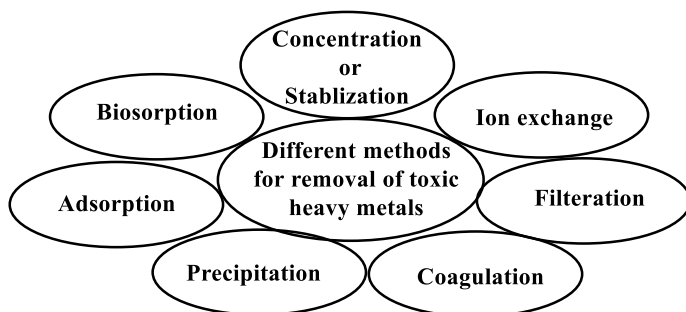 Concentration
or
Stablization
Biosorption
Ion exchange
Different methods
for removal of toxic
heavy metals
Adsorption
Filteration
Precipitation
Coagulation